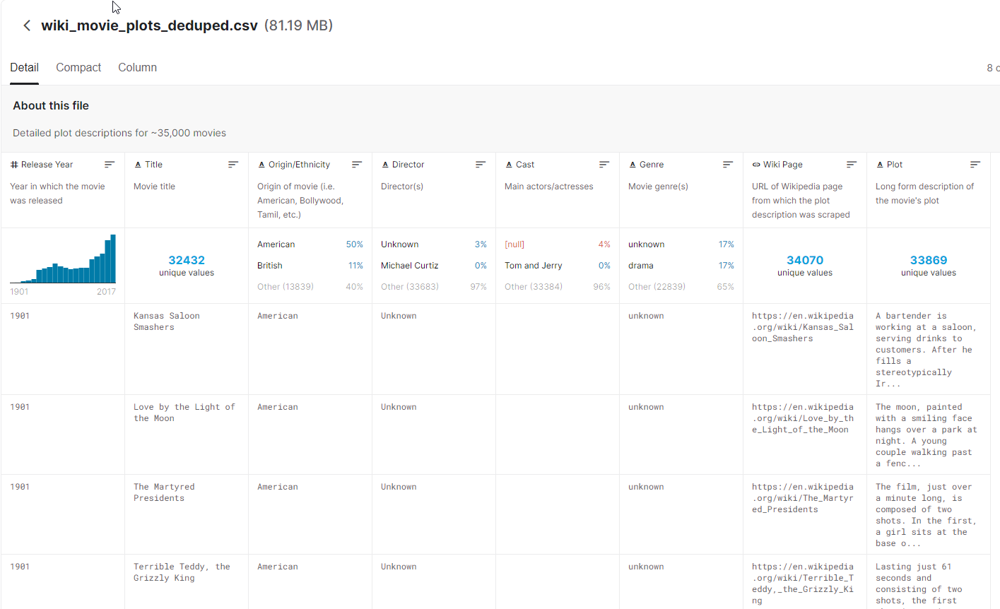 wiki_movie_plots_deduped.csv (81.19 MB)
Detail Compact Column
8 o
About this file
Detailed plot descriptions for ~35,000 movies
Release Year
Title
Origin/Ethnicity
Director
Cast
Genre
Wiki Page
Plot
Year in which the movie
was released
Movie title
Origin of movie (i.e.
American, Bollywood,
Tamil, etc.)
Director(s)
Main actors/actresses
Movie genre(s)
URL of Wikipedia page
from which the plot
description was scraped
Long form description of
the movie's plot
1901 2017
32432
unique values
American 50%
British 11%
Other (13839) 40%
Unknown 3%
Michael Curtiz 0%
Other (33683) 97%
[null] 4%
Tom and Jerry 0%
Other (33384) 96%
unknown 17%
drama 17%
Other (22839) 65%
34070
unique values
33869
unique values
1901
Kansas Saloon
Smashers
American
Unknown
unknown
https://en.wikipedia
.org/wiki/Kansas_Sal
oon_Smashers
A bartender is
working at a saloon,
serving drinks to
customers. After he
fills a
stereotypically
Ir...
1901
Love by the Light of
the Moon
American
Unknown
unknown
https://en.wikipedia
.org/wiki/Love_by_th
e_Light_of_the_Moon
The moon, painted
with a smiling face
hangs over a park at
night. A young
couple walking past
a fenc...
1901
The Martyred
Presidents
American
Unknown
unknown
https://en.wikipedia
.org/wiki/The_Martyr
ed_Presidents
The film, just over
a minute long, is
composed of two
shots. In the first,
a girl sits at the
base o...
1901
Terrible Teddy, the
Grizzly King
American
Unknown
unknown
https://en.wikipedia
.org/wiki/Terrible_T
eddy,_the_Grizzly_Ki
ng
Lasting just 61
seconds and
consisting of two
shots, the first